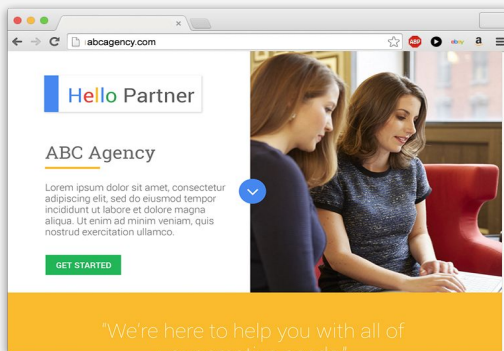 abcagency.com
ABP
ebay
a
Hello Partner
ABC Agency
Lorem ipsum dolor sit amet, consectetur
adipiscing elit, sed do eiusmod tempor
incididunt ut labore et dolore magna
aliqua. Ut enim ad minim veniam, quis
nostrud exercitation ullamco.
GET STARTED
"We're here to help you with all of